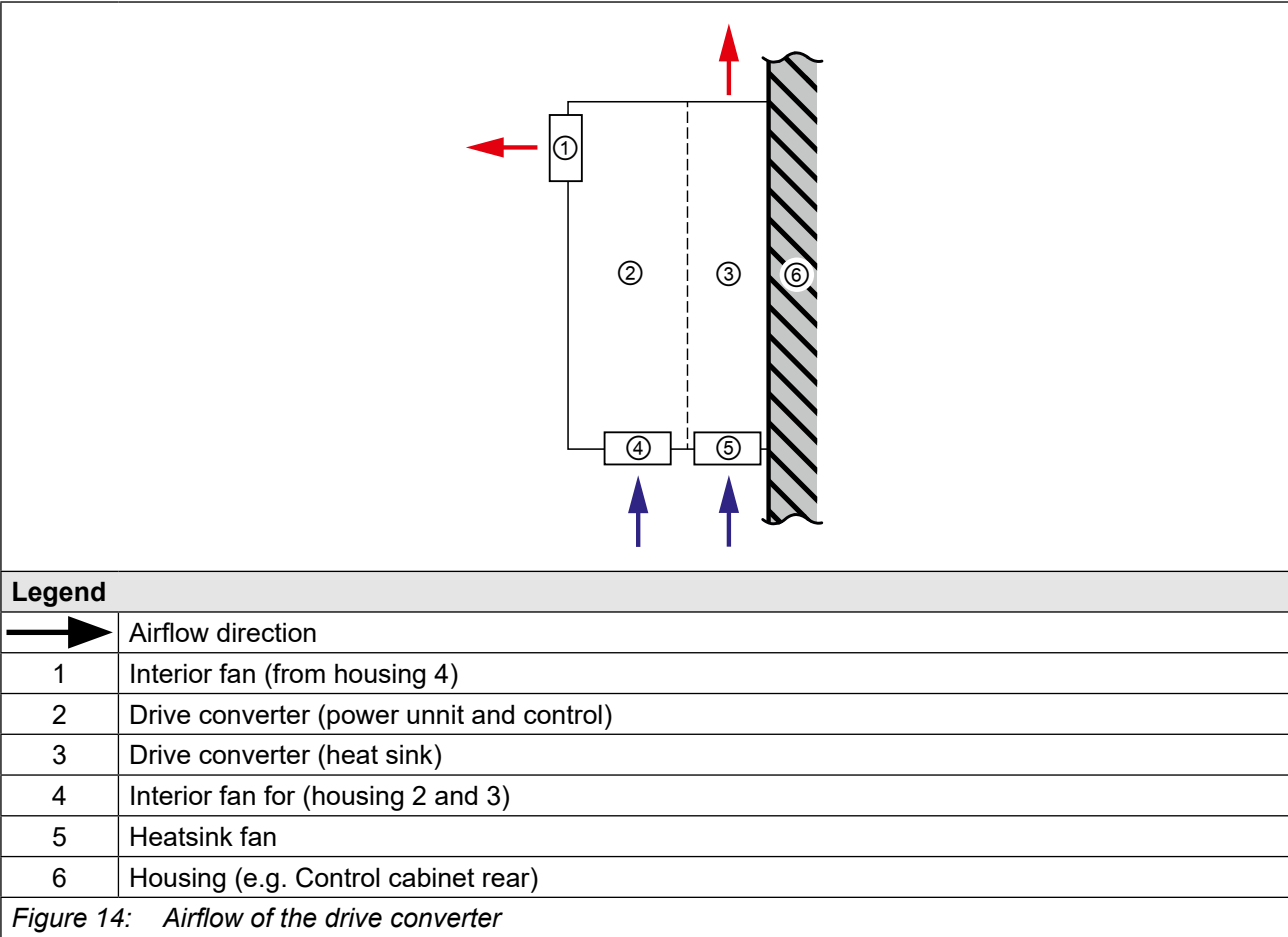 ①
②
③
⑥
④
⑤
Legend
Airflow direction
1 Interior fan (from housing 4)
2 Drive converter (power unnit and control)
3 Drive converter (heat sink)
4 Interior fan for (housing 2 and 3)
5 Heatsink fan
6 Housing (e.g. Control cabinet rear)
Figure 14: Airflow of the drive converter